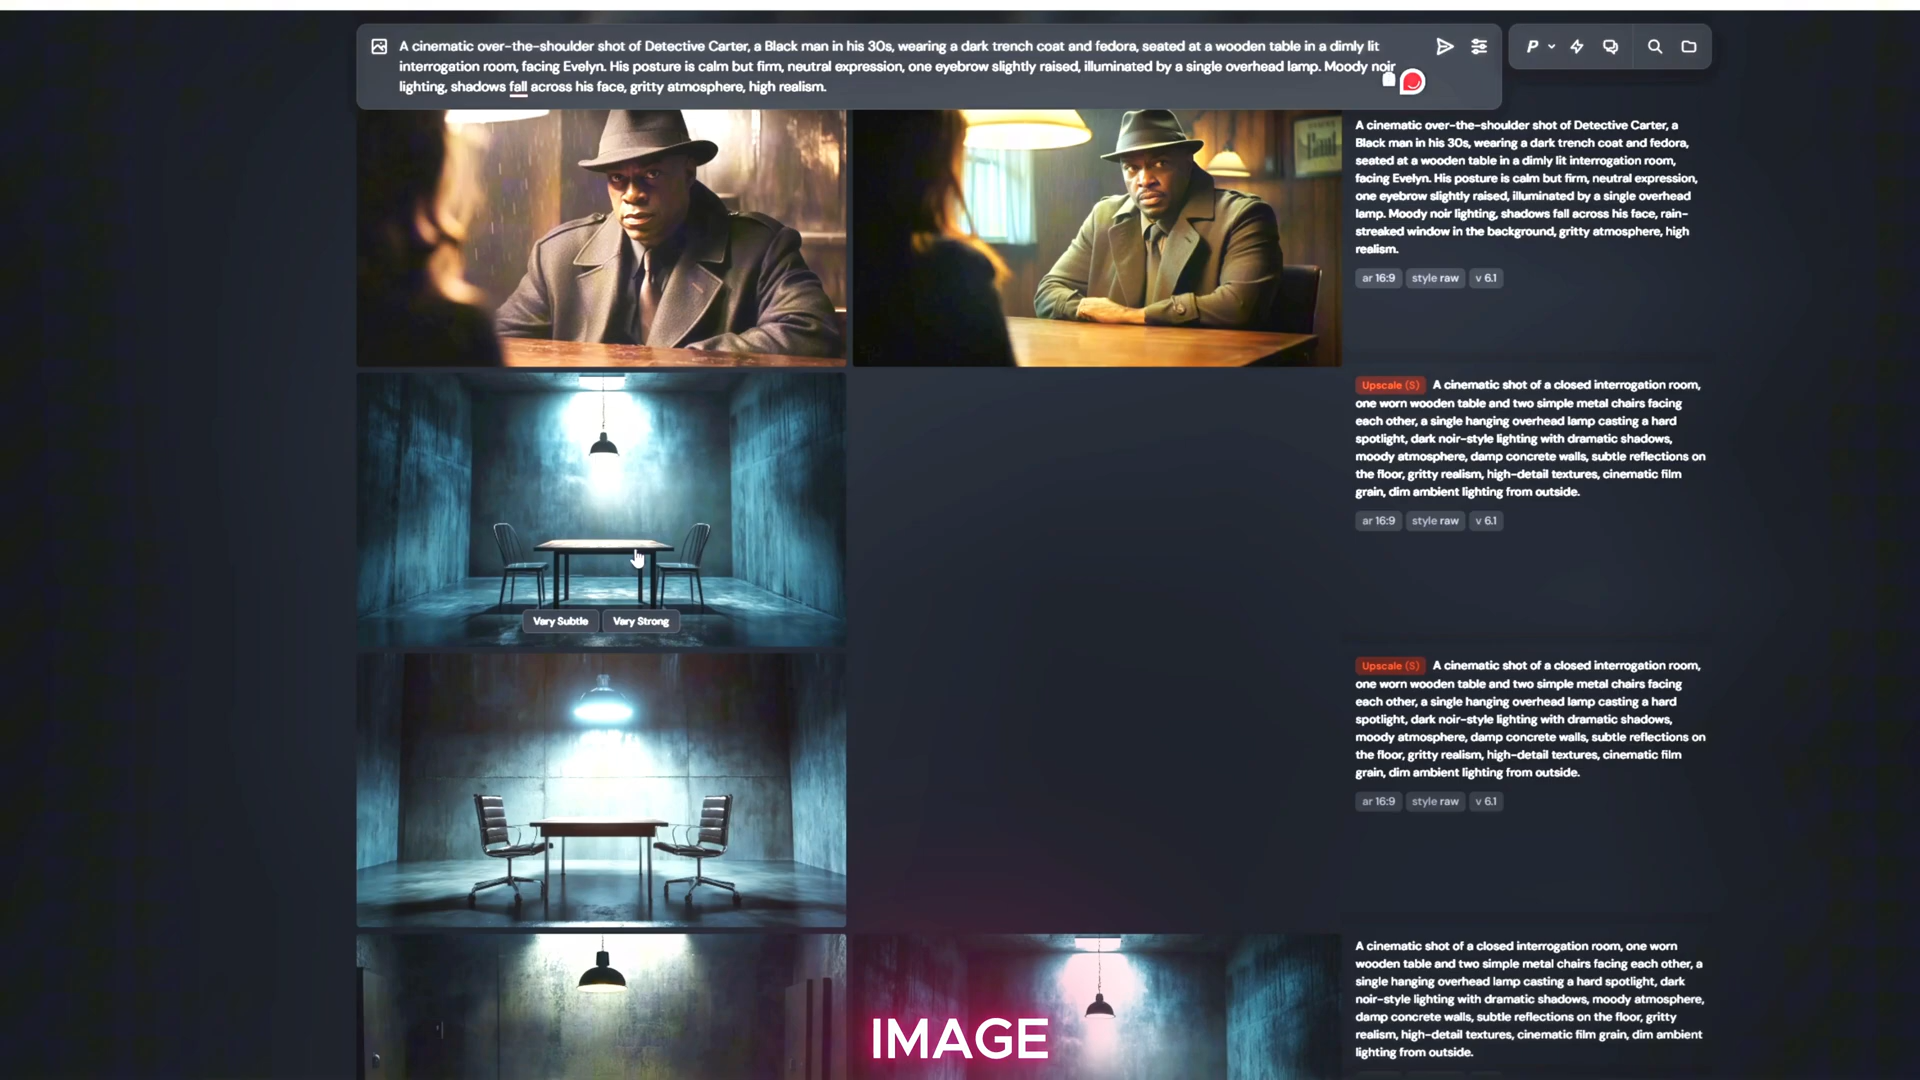 A cinematic over-the-shoulder shot of Detective Carter, a Black man in his 30s, wearing a dark trench coat and fedora, seated at a wooden table in a dimly lit
interrogation room, facing Evelyn. His posture is calm but firm, neutral expression, one eyebrow slightly raised, illuminated by a single overhead lamp. Moody noir
lighting, shadows fall across his face, gritty atmosphere, high realism.
P
A cinematic over-the-shoulder shot of Detective Carter, a
Black man in his 30s, wearing a dark trench coat and fedora,
seated at a wooden table in a dimly lit interrogation room,
facing Evelyn. His posture is calm but firm, neutral expression,
one eyebrow slightly raised, illuminated by a single overhead
lamp. Moody noir lighting, shadows fall across his face, rain-
streaked window in the background, gritty atmosphere, high
realism.
ar 16:9 style raw v 6.1
Upscale (S) A cinematic shot of a closed interrogation room,
one worn wooden table and two simple metal chairs facing
each other, a single hanging overhead lamp casting a hard
spotlight, dark noir-style lighting with dramatic shadows,
moody atmosphere, damp concrete walls, subtle reflections on
the floor, gritty realism, high-detail textures, cinematic film
grain, dim ambient lighting from outside.
ar 16:9 style raw v 6.1
Vary Subtle Vary Strong
Upscale (S) A cinematic shot of a closed interrogation room,
one worn wooden table and two simple metal chairs facing
each other, a single hanging overhead lamp casting a hard
spotlight, dark noir-style lighting with dramatic shadows,
moody atmosphere, damp concrete walls, subtle reflections on
the floor, gritty realism, high-detail textures, cinematic film
grain, dim ambient lighting from outside.
ar 16:9 style raw v 6.1
A cinematic shot of a closed interrogation room, one worn
wooden table and two simple metal chairs facing each other, a
single hanging overhead lamp casting a hard spotlight, dark
noir-style lighting with dramatic shadows, moody atmosphere,
damp concrete walls, subtle reflections on the floor, gritty
realism, high-detail textures, cinematic film grain, dim ambient
lighting from outside.
IMAGE